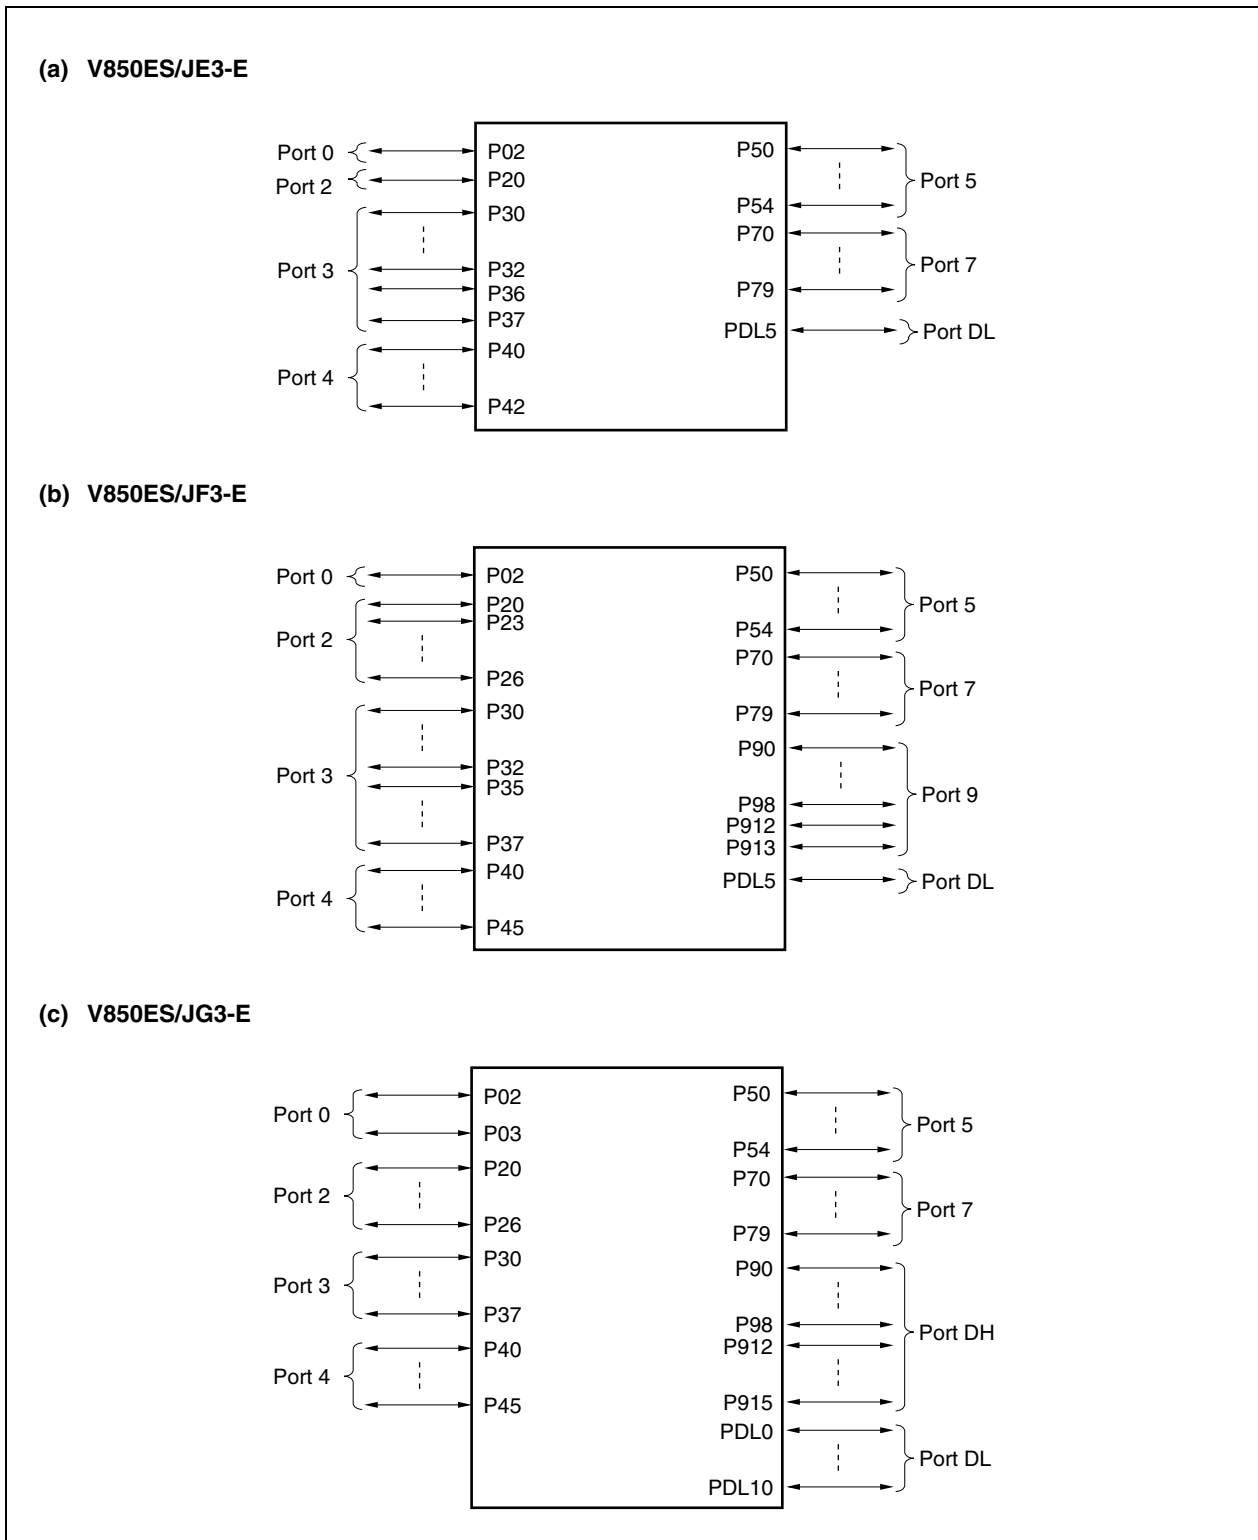 (a) V850ES/JE3-E
Port 0
P02
Port 2
P20
Port 3
P30
P32
P36
P37
Port 4
P40
P42
P50
P54
Port 5
P70
P79
Port 7
PDL5
Port DL
(b) V850ES/JF3-E
Port 0
P02
Port 2
P20
P23
P26
Port 3
P30
P32
P35
P37
Port 4
P40
P45
P50
P54
Port 5
P70
P79
Port 7
P90
P98
P912
P913
Port 9
PDL5
Port DL
(c) V850ES/JG3-E
Port 0
P02
P03
Port 2
P20
P26
Port 3
P30
P37
Port 4
P40
P45
P50
P54
Port 5
P70
P79
Port 7
P90
P98
P912
P915
Port DH
PDL0
PDL10
Port DL